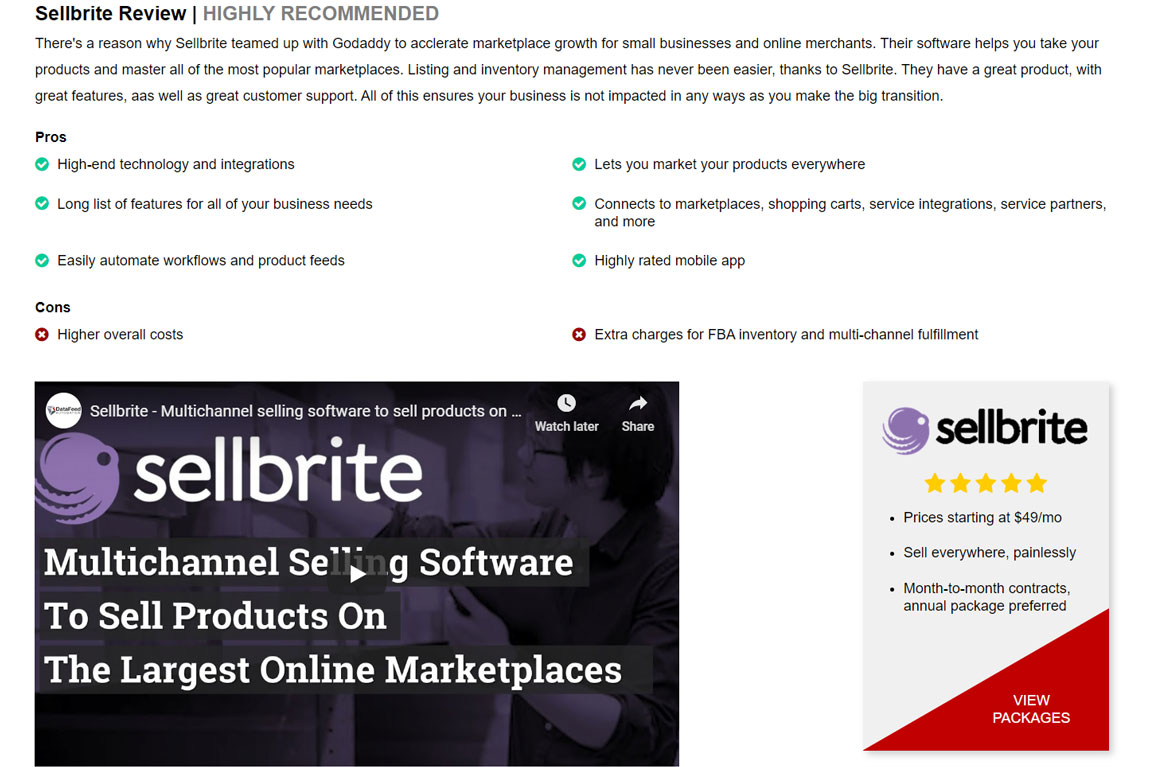 Sellbrite Review | HIGHLY RECOMMENDED
There's a reason why Sellbrite teamed up with Godaddy to acclerate marketplace growth for small businesses and online merchants. Their software helps you take your
products and master all of the most popular marketplaces. Listing and inventory management has never been easier, thanks to Sellbrite. They have a great product, with
great features, aas well as great customer support. All of this ensures your business is not impacted in any ways as you make the big transition.
Pros
High-end technology and integrations
Lets you market your products everywhere
Long list of features for all of your business needs
Connects to marketplaces, shopping carts, service integrations, service partners,
and more
Easily automate workflows and product feeds
Highly rated mobile app
Cons
Higher overall costs
Extra charges for FBA inventory and multi-channel fulfillment
DataFeed
Sellbrite - Multichannel selling software to sell products on ...
Watch later
Share
sellbrite
Multichannel Selling Software
To Sell Products On
The Largest Online Marketplaces
sellbrite
Prices starting at $49/mo
Sell everywhere, painlessly
Month-to-month contracts,
annual package preferred
VIEW
PACKAGES